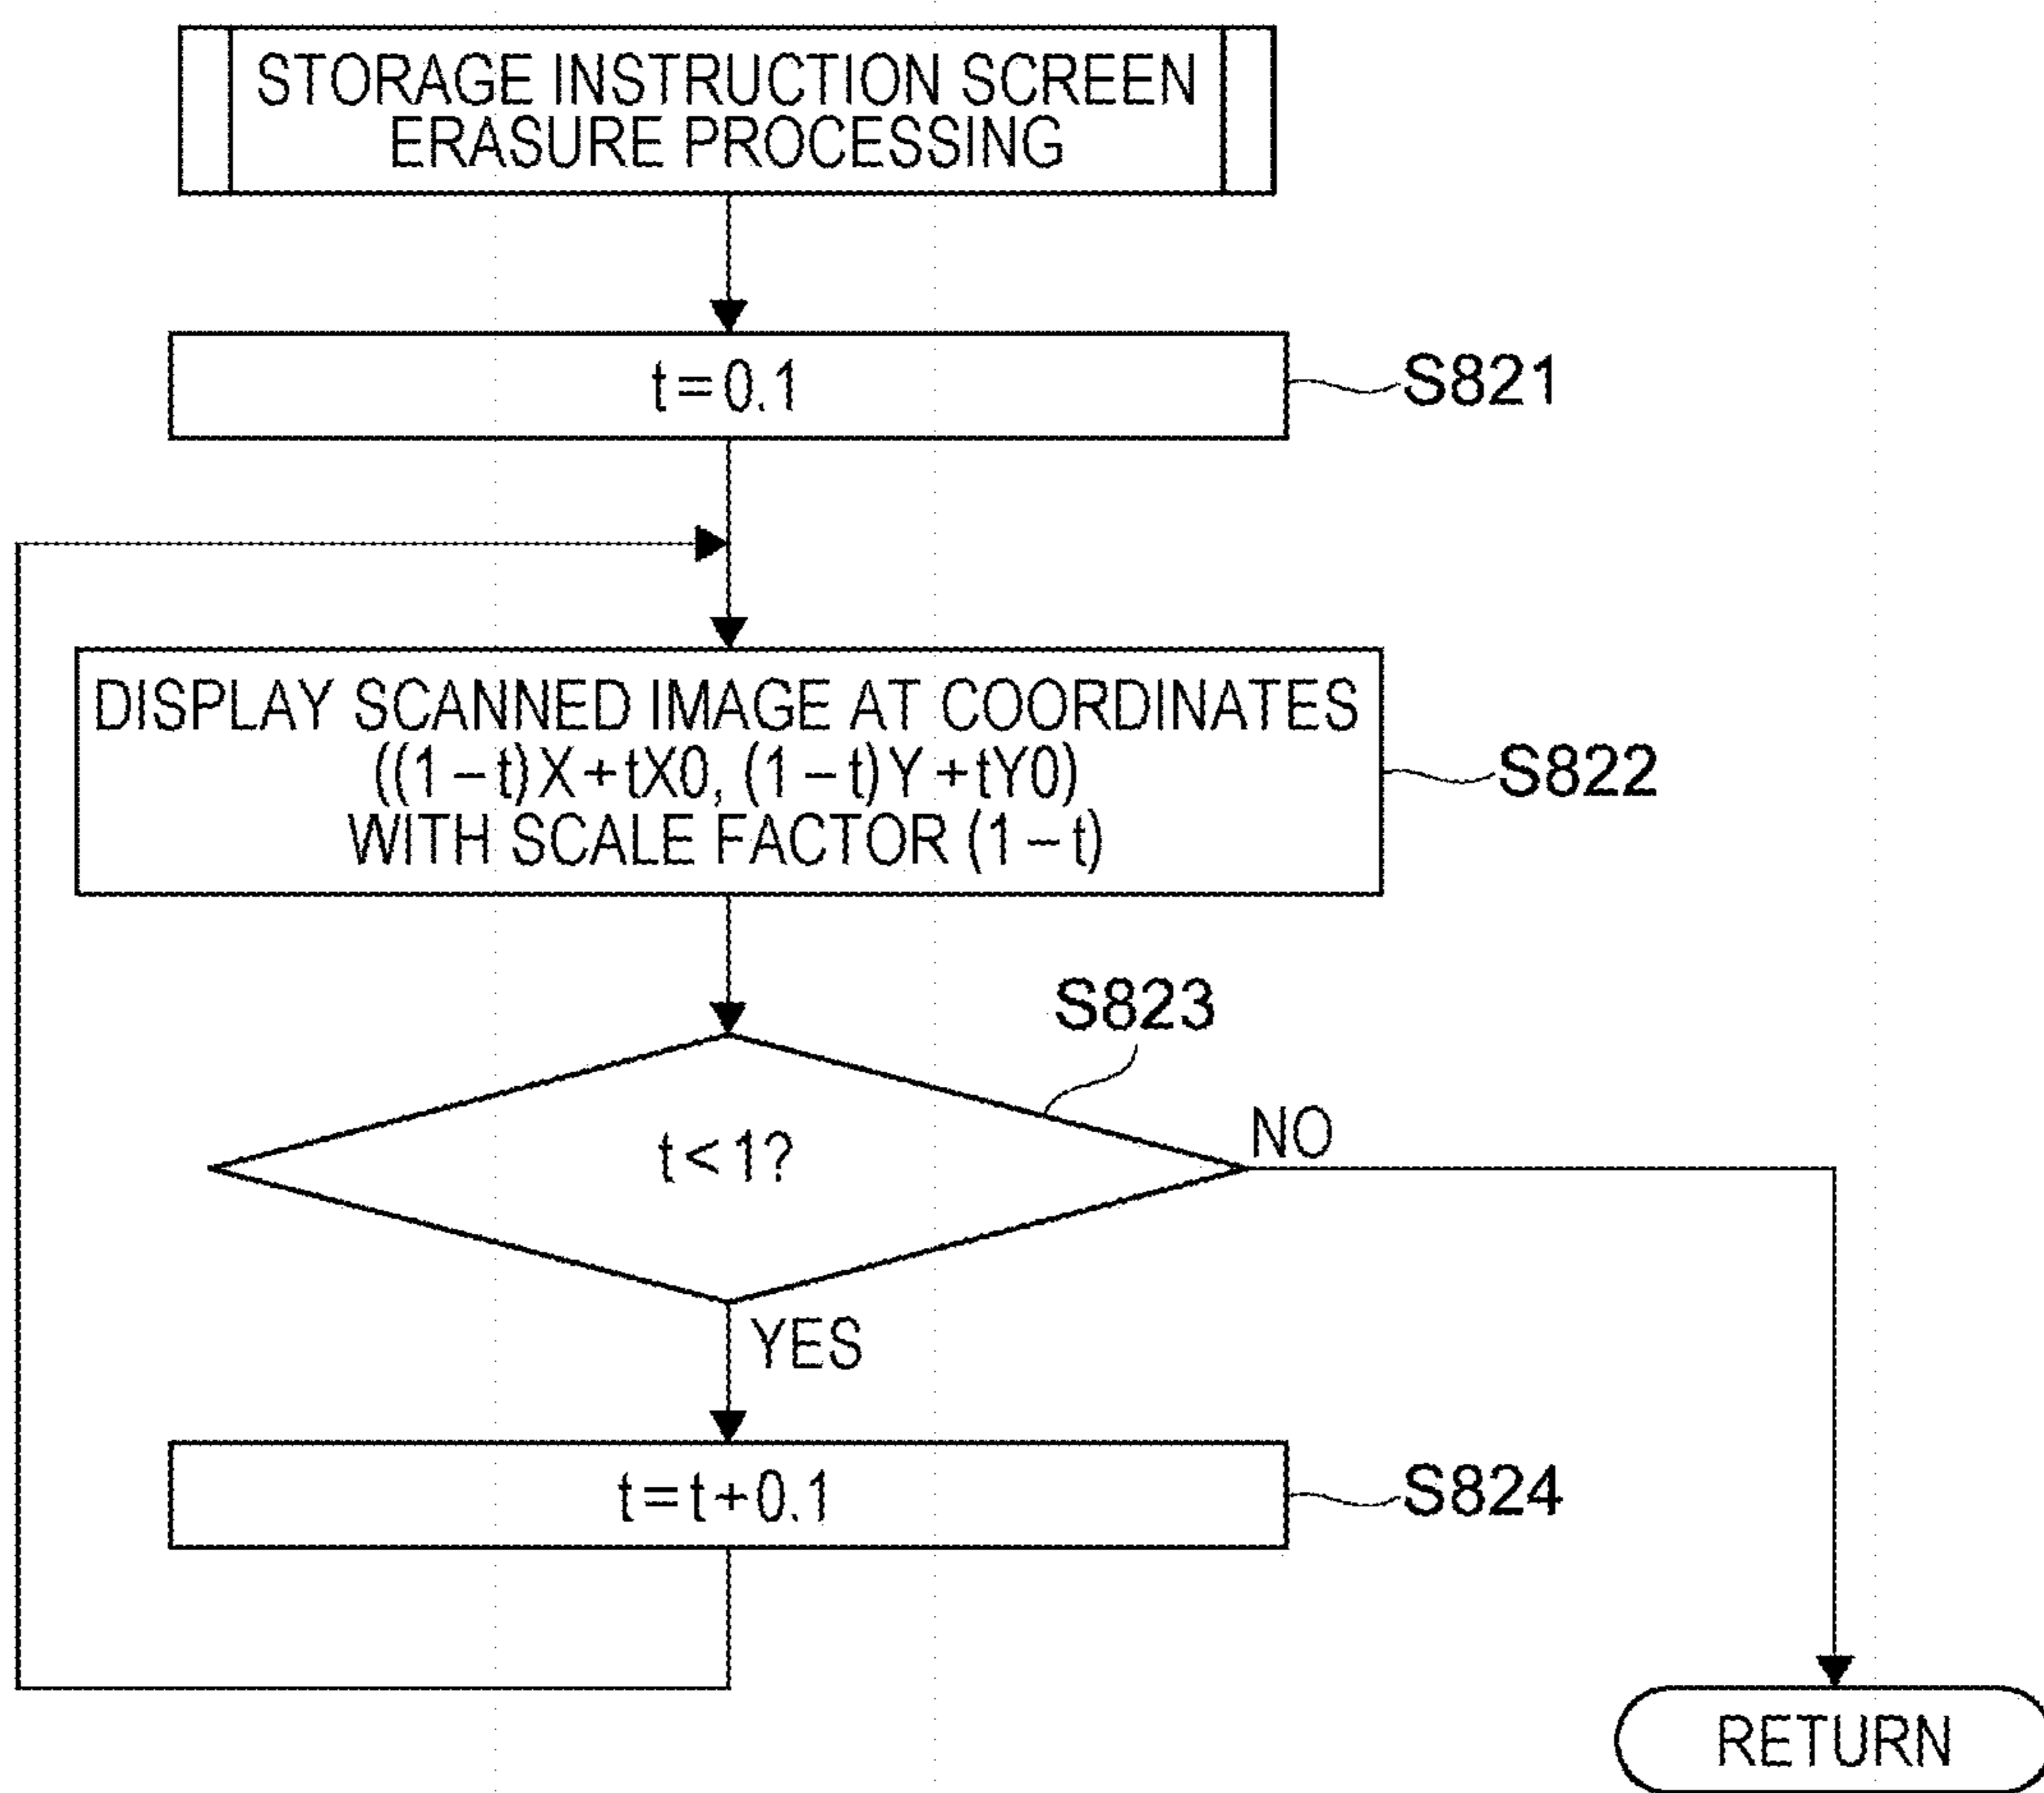 STORAGE INSTRUCTION SCREEN
ERASURE PROCESSING
t=0.1
S821
DISPLAY SCANNED IMAGE AT COORDINATES
((1−t)X+tX0, (1−t)Y+tY0)
WITH SCALE FACTOR (1−t)
S822
S823
t<1?
NO
YES
t=t+0.1
S824
RETURN